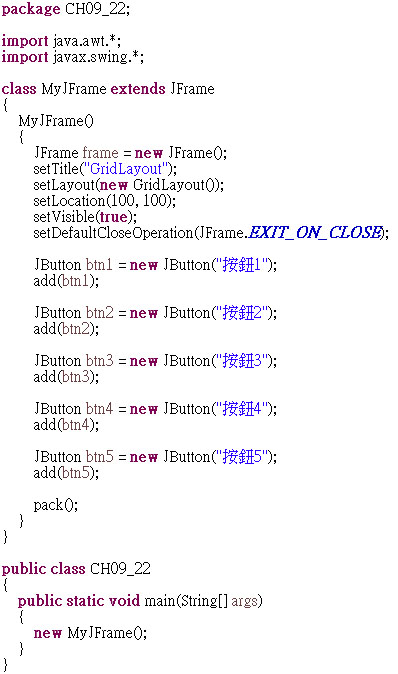 package CH09_22;

import java.awt.*;
import javax.swing.*;

class MyJFrame extends JFrame
{
    MyJFrame()
    {
        JFrame frame = new JFrame();
        setTitle("GridLayout");
        setLayout(new GridLayout());
        setLocation(100, 100);
        setVisible(true);
        setDefaultCloseOperation(JFrame.EXIT_ON_CLOSE);

        JButton btn1 = new JButton("按鈕1");
        add(btn1);

        JButton btn2 = new JButton("按鈕2");
        add(btn2);

        JButton btn3 = new JButton("按鈕3");
        add(btn3);

        JButton btn4 = new JButton("按鈕4");
        add(btn4);

        JButton btn5 = new JButton("按鈕5");
        add(btn5);

        pack();
    }
}

public class CH09_22
{
    public static void main(String[] args)
    {
        new MyJFrame();
    }
}